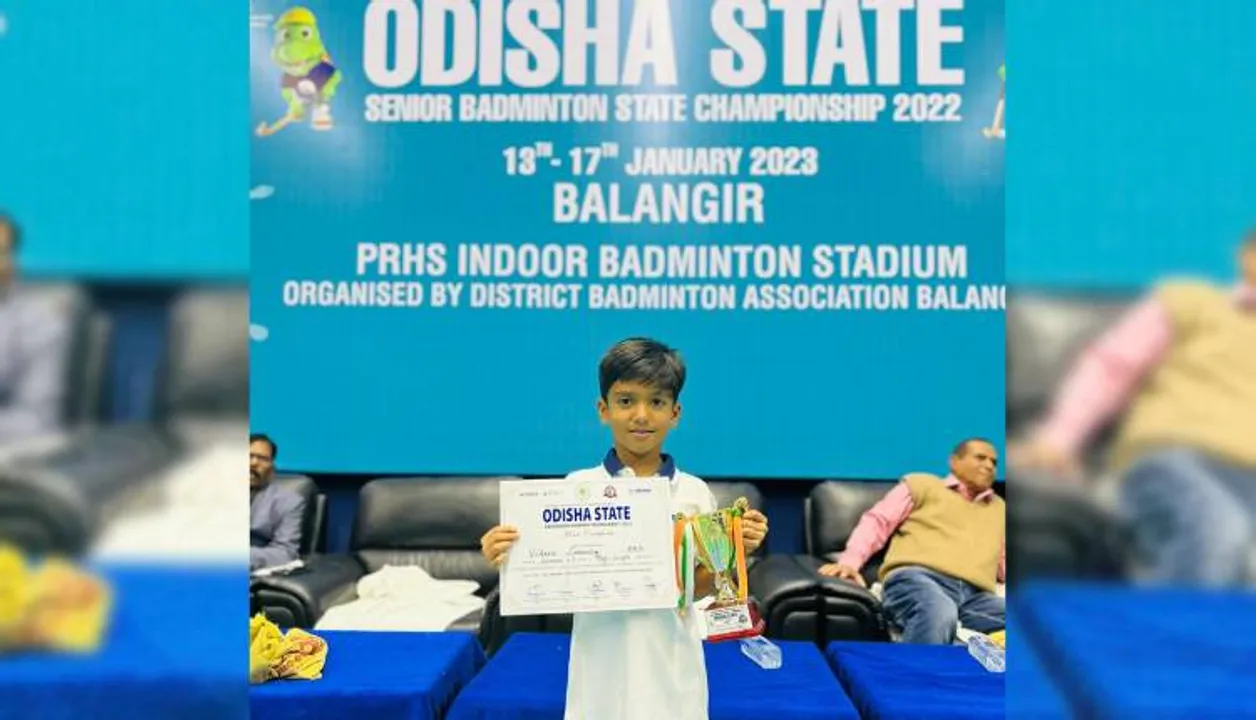 ODISHA STATE
SENIOR BADMINTON STATE CHAMPIONSHIP 2022
13TH- 17TH JANUARY 2023
BALANGIR
PRHS INDOOR BADMINTON STADIUM
ORGANISED BY DISTRICT BADMINTON ASSOCIATION BALANG
ODISHA STATE